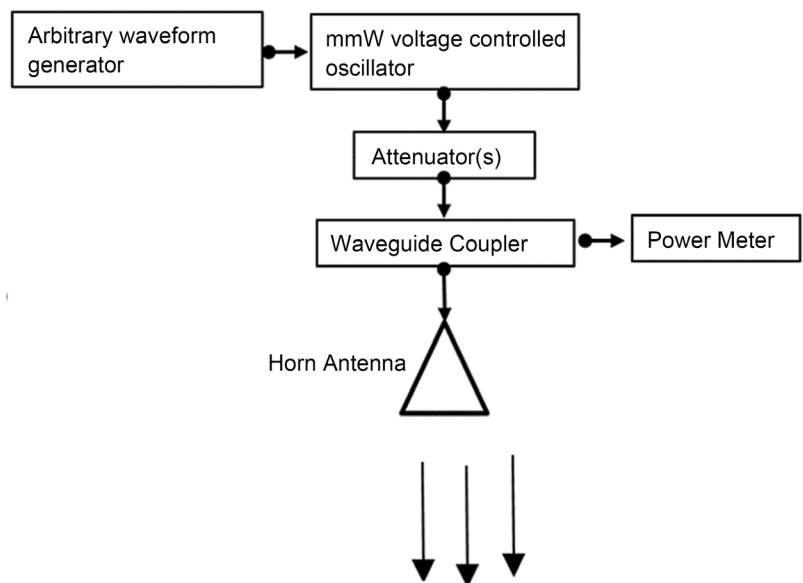 Arbitrary waveform
generator
mmW voltage controlled
oscillator
Attenuator(s)
Waveguide Coupler
Power Meter
Horn Antenna